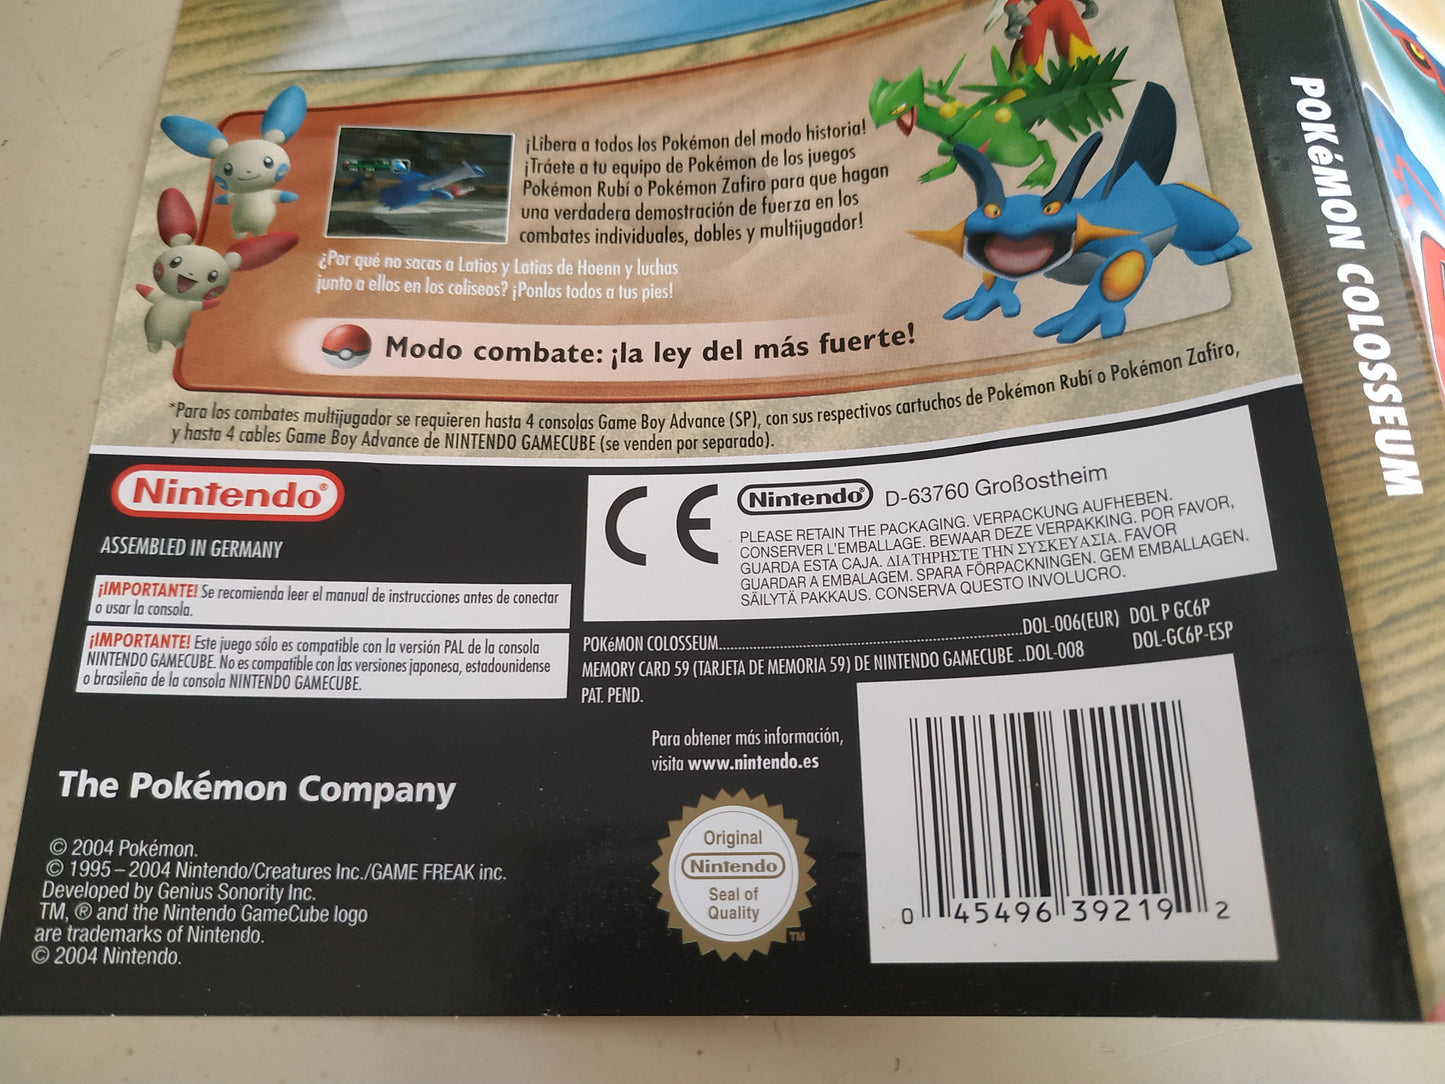 ¡Libera a todos los Pokémon del modo historia!
¡Tráete a tu equipo de Pokémon de los juegos
Pokémon Rubí o Pokémon Zafiro para que hagan
una verdadera demostración de fuerza en los
combates individuales, dobles y multijugador!
¿Por qué no sacas a Latios y Latias de Hoenn y luchas
junto a ellos en los coliseos? ¡Ponlos todos a tus pies!
Modo combate: ¡la ley del más fuerte!
*Para los combates multijugador se requieren hasta 4 consolas Game Boy Advance (SP), con sus respectivos cartuchos de Pokémon Rubí o Pokémon Zafiro,
y hasta 4 cables Game Boy Advance de NINTENDO GAMECUBE (se venden por separado).
POKéMON COLOSSEUM
Nintendo®
ASSEMBLED IN GERMANY
¡IMPORTANTE! Se recomienda leer el manual de instrucciones antes de conectar
o usar la consola.
¡IMPORTANTE! Este juego sólo es compatible con la versión PAL de la consola
NINTENDO GAMECUBE. No es compatible con las versiones japonesa, estadounidense
o brasileña de la consola NINTENDO GAMECUBE.
CE
Nintendo® D-63760 Großostheim
PLEASE RETAIN THE PACKAGING. VERPACKUNG AUFHEBEN.
CONSERVER L'EMBALLAGE. BEWAAR DEZE VERPAKKING. POR FAVOR,
GUARDA ESTA CAJA. ΔΙΑΤΗΡΗΣΤΕ ΤΗΝ ΣΥΣΚΕΥΑΣΙΑ. FAVOR
GUARDAR A EMBALAGEM. SPARA FÖRPACKNINGEN. GEM EMBALLAGEN.
SÄILYTÄ PAKKAUS. CONSERVA QUESTO INVOLUCRO.
POKéMON COLOSSEUM......DOL-006(EUR) DOL P GC6P
MEMORY CARD 59 (TARJETA DE MEMORIA 59) DE NINTENDO GAMECUBE ..DOL-008 DOL-GC6P-ESP
PAT. PEND.
Para obtener más información,
visita www.nintendo.es
The Pokémon Company
© 2004 Pokémon.
© 1995–2004 Nintendo/Creatures Inc./GAME FREAK inc.
Developed by Genius Sonority Inc.
TM, ® and the Nintendo GameCube logo
are trademarks of Nintendo.
© 2004 Nintendo.
Original
Nintendo
Seal of
Quality
TM
0 45496 39219 2